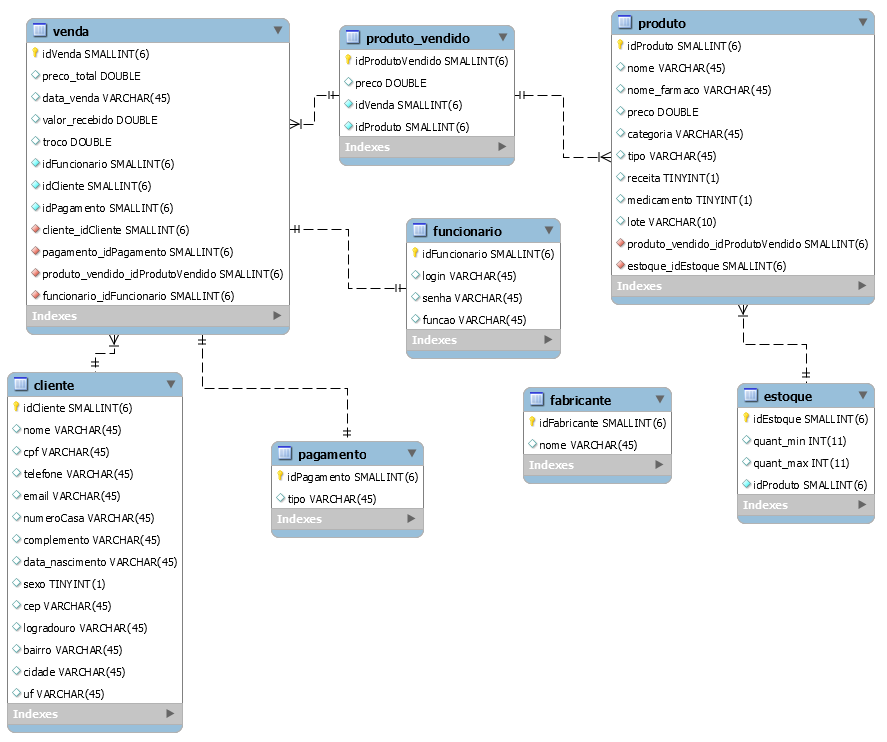 venda
idVenda SMALLINT(6)
preco_total DOUBLE
data_venda VARCHAR(45)
valor_recebido DOUBLE
troco DOUBLE
idFuncionario SMALLINT(6)
idCliente SMALLINT(6)
idPagamento SMALLINT(6)
cliente_idCliente SMALLINT(6)
pagamento_idPagamento SMALLINT(6)
produto_vendido_idProdutoVendido SMALLINT(6)
funcionario_idFuncionario SMALLINT(6)
Indexes
produto_vendido
idProdutoVendido SMALLINT(6)
preco DOUBLE
idVenda SMALLINT(6)
idProduto SMALLINT(6)
Indexes
produto
idProduto SMALLINT(6)
nome VARCHAR(45)
nome_farmaco VARCHAR(45)
preco DOUBLE
categoria VARCHAR(45)
tipo VARCHAR(45)
receita TINYINT(1)
medicamento TINYINT(1)
lote VARCHAR(10)
produto_vendido_idProdutoVendido SMALLINT(6)
estoque_idEstoque SMALLINT(6)
Indexes
funcionario
idFuncionario SMALLINT(6)
login VARCHAR(45)
senha VARCHAR(45)
funcao VARCHAR(45)
Indexes
cliente
idCliente SMALLINT(6)
nome VARCHAR(45)
cpf VARCHAR(45)
telefone VARCHAR(45)
email VARCHAR(45)
numeroCasa VARCHAR(45)
complemento VARCHAR(45)
data_nascimento VARCHAR(45)
sexo TINYINT(1)
cep VARCHAR(45)
logradouro VARCHAR(45)
bairro VARCHAR(45)
cidade VARCHAR(45)
uf VARCHAR(45)
Indexes
pagamento
idPagamento SMALLINT(6)
tipo VARCHAR(45)
Indexes
fabricante
idFabricante SMALLINT(6)
nome VARCHAR(45)
Indexes
estoque
idEstoque SMALLINT(6)
quant_min INT(11)
quant_max INT(11)
idProduto SMALLINT(6)
Indexes